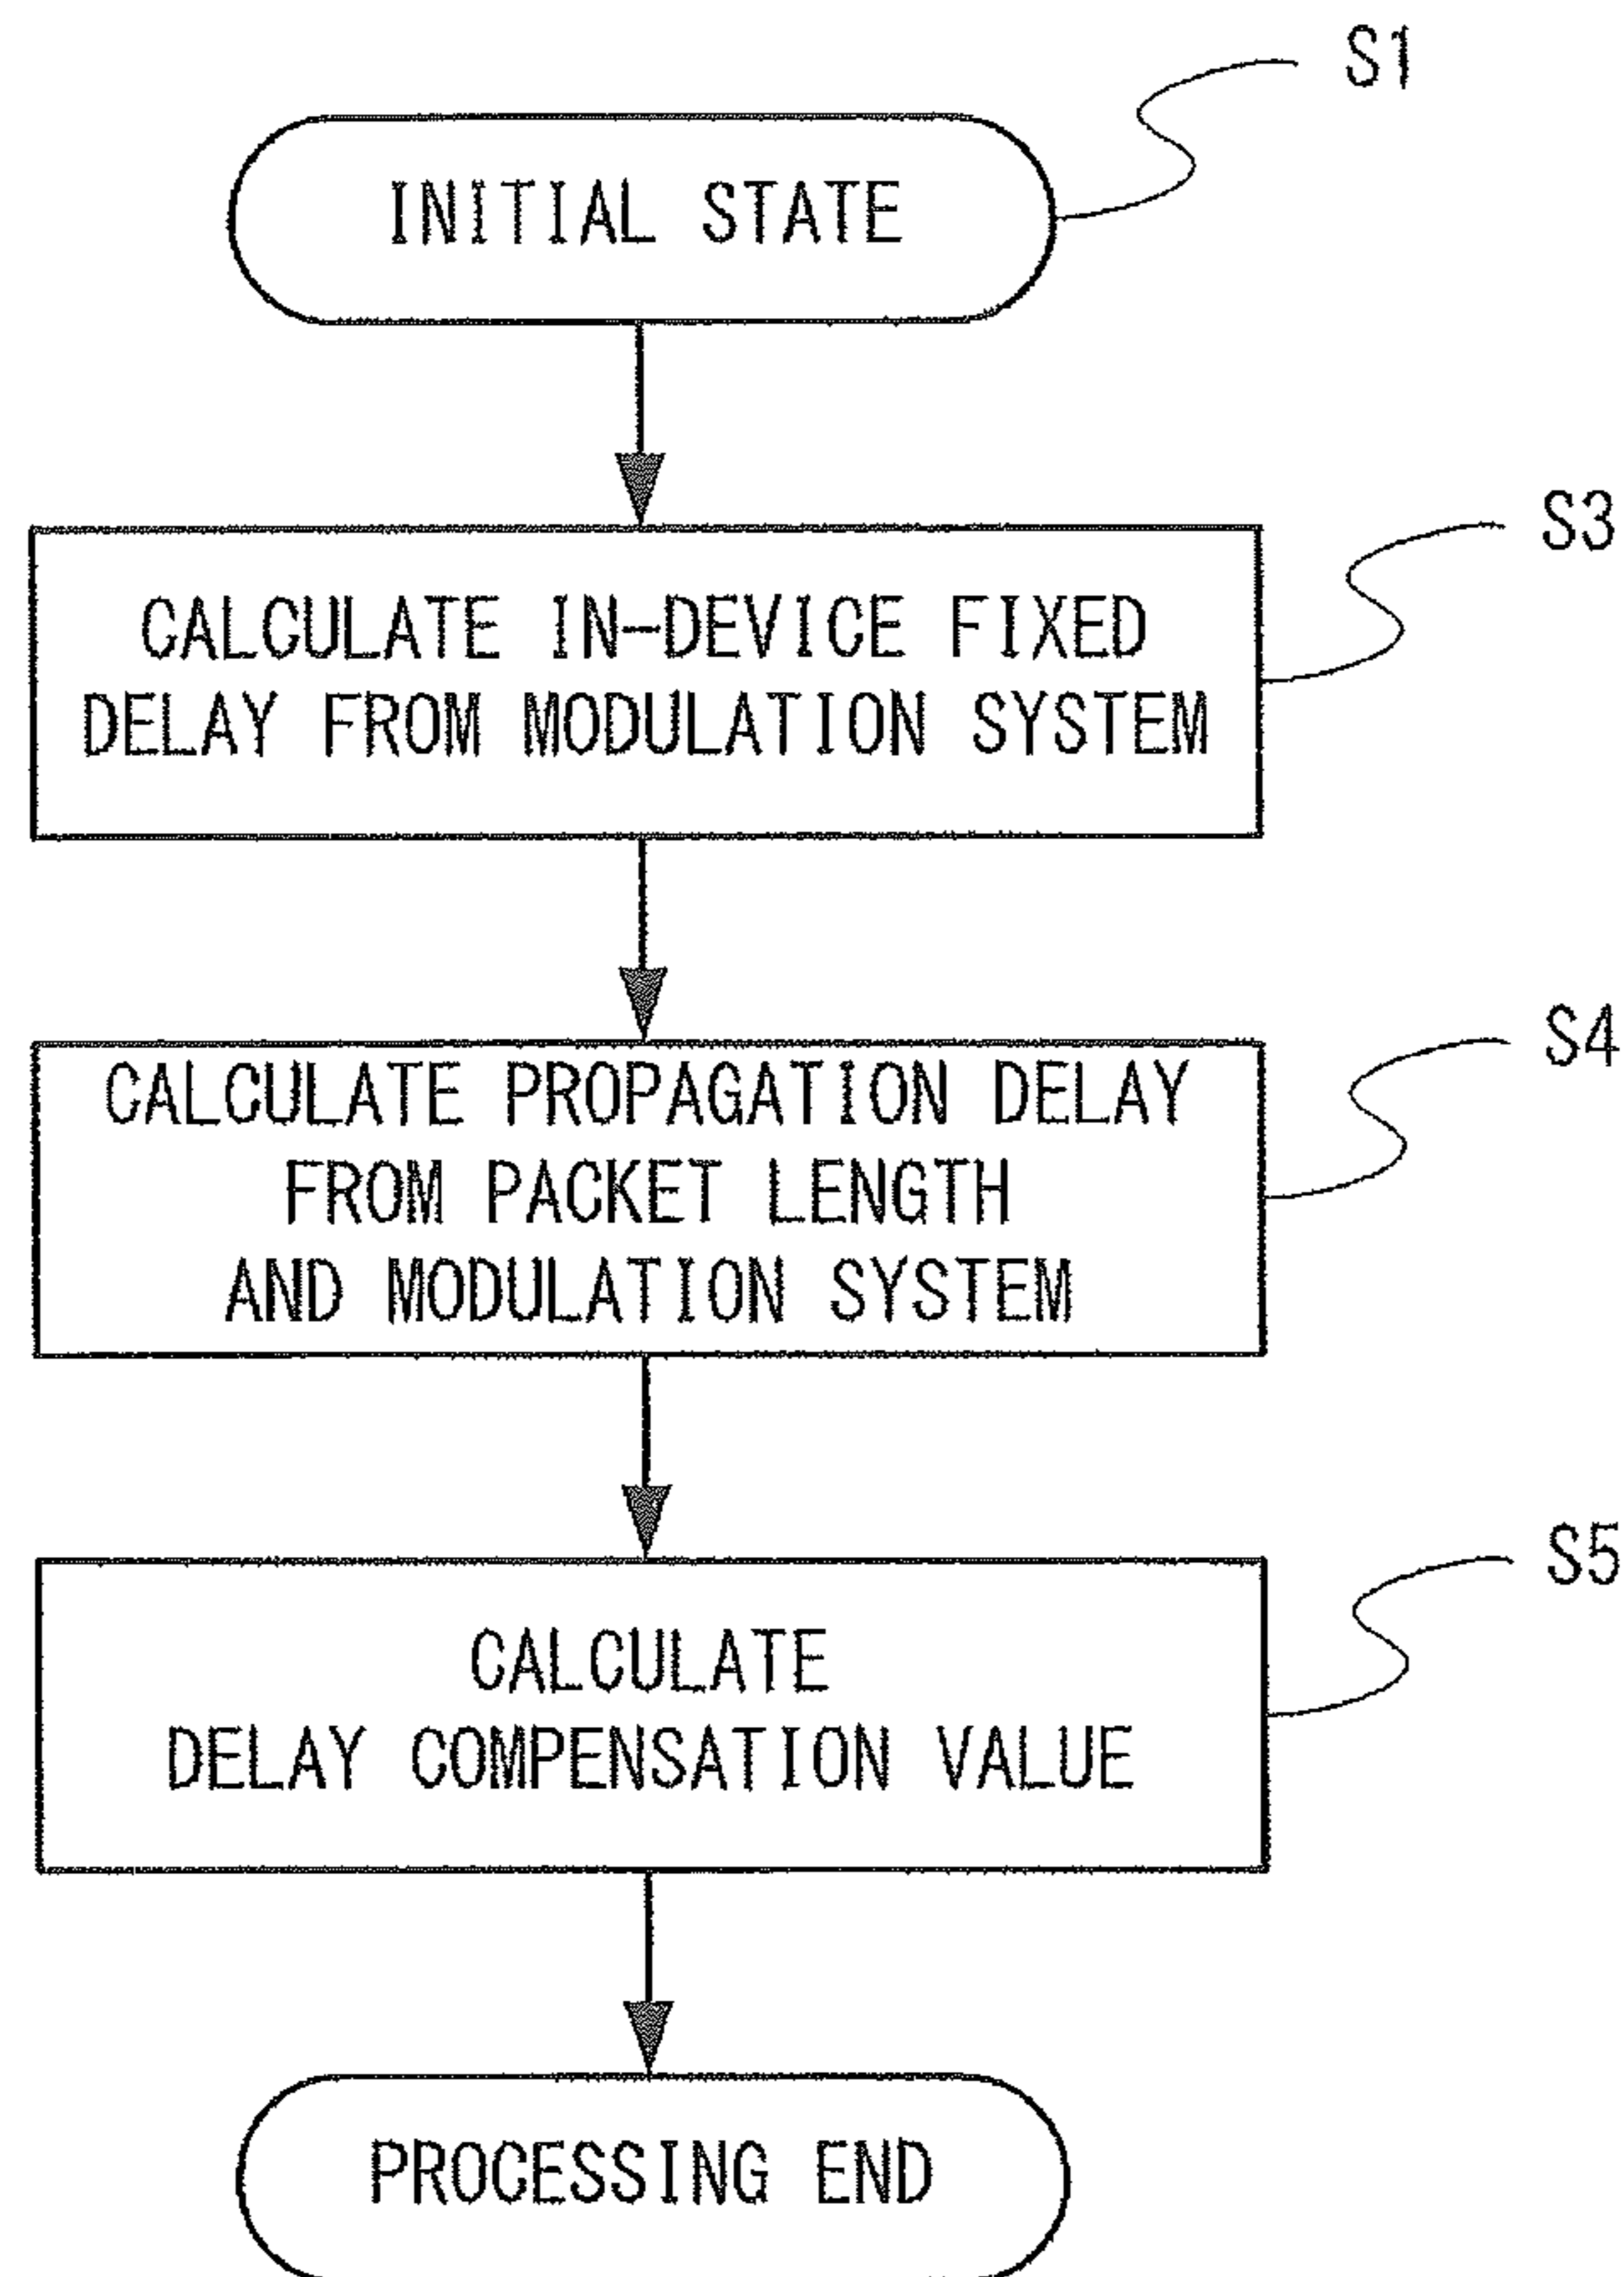 S1
INITIAL STATE
S3
CALCULATE IN-DEVICE FIXED
DELAY FROM MODULATION SYSTEM
S4
CALCULATE PROPAGATION DELAY
FROM PACKET LENGTH
AND MODULATION SYSTEM
S5
CALCULATE
DELAY COMPENSATION VALUE
PROCESSING END